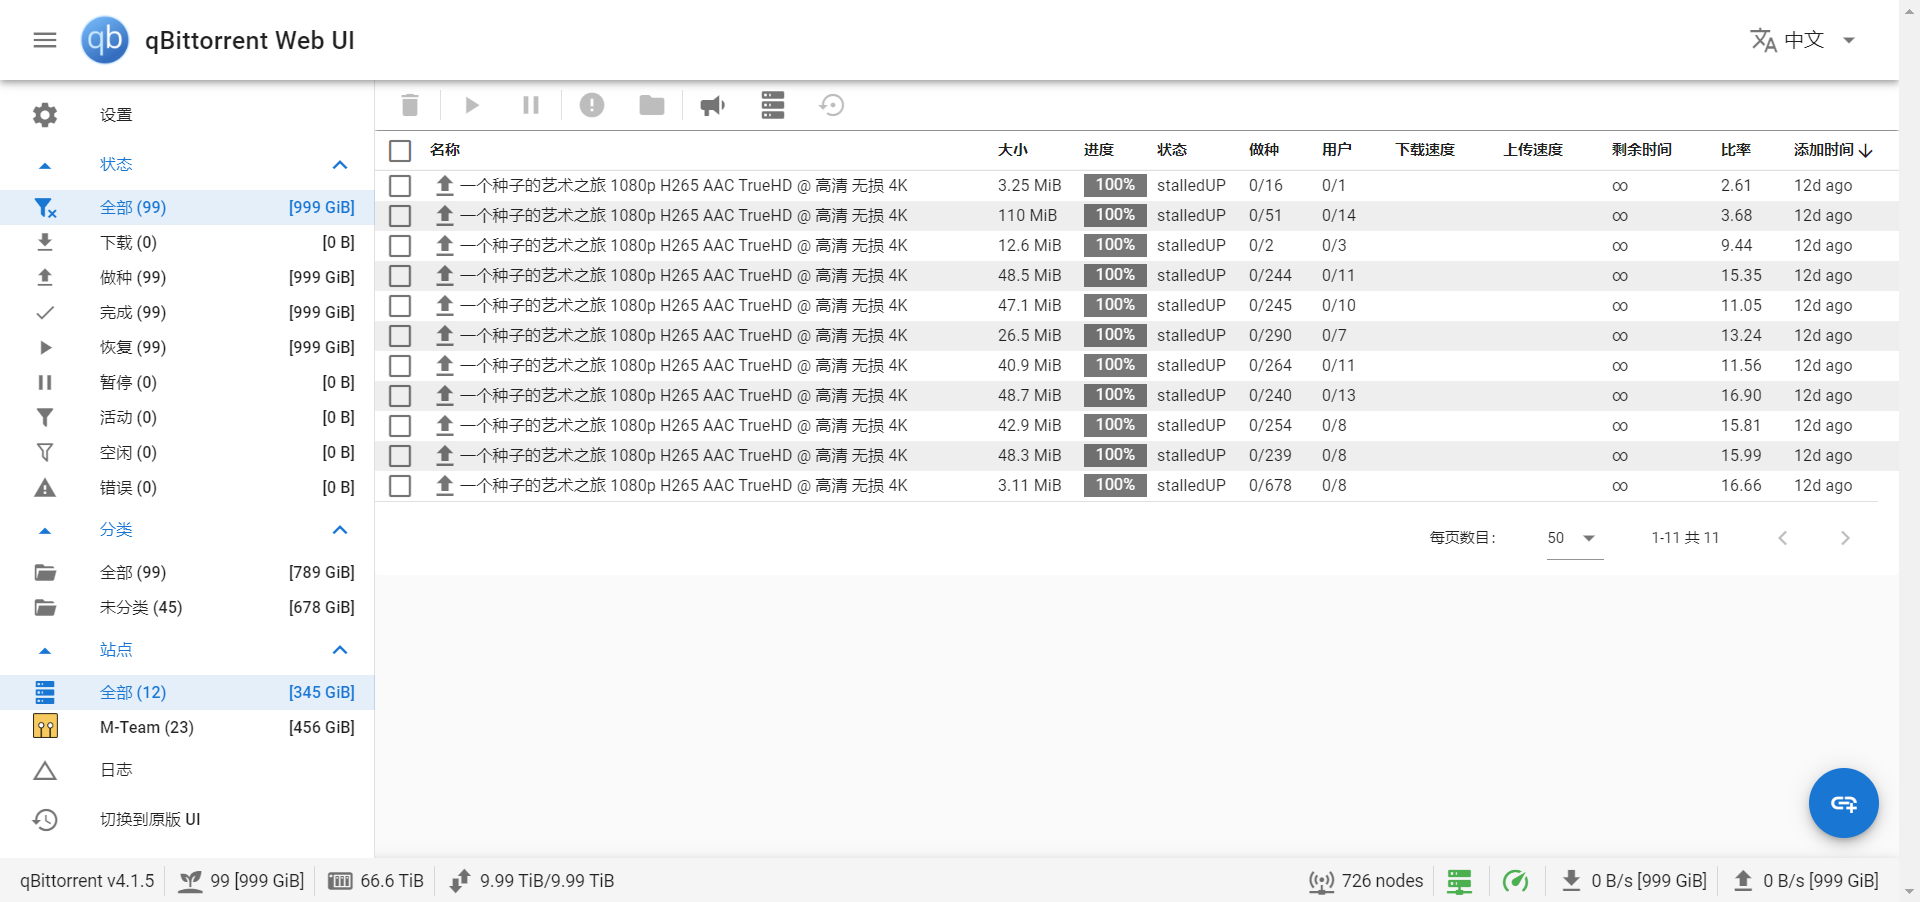 qb qBittorrent Web UI
中文
设置
状态
全部 (99) [999 GiB]
下载 (0) [0 B]
做种 (99) [999 GiB]
完成 (99) [999 GiB]
恢复 (99) [999 GiB]
暂停 (0) [0 B]
活动 (0) [0 B]
空闲 (0) [0 B]
错误 (0) [0 B]
分类
全部 (99) [789 GiB]
未分类 (45) [678 GiB]
站点
全部 (12) [345 GiB]
M-Team (23) [456 GiB]
日志
切换到原版 UI
名称 大小 进度 状态 做种 用户 下载速度 上传速度 剩余时间 比率 添加时间
一个种子的艺术之旅 1080p H265 AAC TrueHD @ 高清 无损 4K 3.25 MiB 100% stalledUP 0/16 0/1 ∞ 2.61 12d ago
一个种子的艺术之旅 1080p H265 AAC TrueHD @ 高清 无损 4K 110 MiB 100% stalledUP 0/51 0/14 ∞ 3.68 12d ago
一个种子的艺术之旅 1080p H265 AAC TrueHD @ 高清 无损 4K 12.6 MiB 100% stalledUP 0/2 0/3 ∞ 9.44 12d ago
一个种子的艺术之旅 1080p H265 AAC TrueHD @ 高清 无损 4K 48.5 MiB 100% stalledUP 0/244 0/11 ∞ 15.35 12d ago
一个种子的艺术之旅 1080p H265 AAC TrueHD @ 高清 无损 4K 47.1 MiB 100% stalledUP 0/245 0/10 ∞ 11.05 12d ago
一个种子的艺术之旅 1080p H265 AAC TrueHD @ 高清 无损 4K 26.5 MiB 100% stalledUP 0/290 0/7 ∞ 13.24 12d ago
一个种子的艺术之旅 1080p H265 AAC TrueHD @ 高清 无损 4K 40.9 MiB 100% stalledUP 0/264 0/11 ∞ 11.56 12d ago
一个种子的艺术之旅 1080p H265 AAC TrueHD @ 高清 无损 4K 48.7 MiB 100% stalledUP 0/240 0/13 ∞ 16.90 12d ago
一个种子的艺术之旅 1080p H265 AAC TrueHD @ 高清 无损 4K 42.9 MiB 100% stalledUP 0/254 0/8 ∞ 15.81 12d ago
一个种子的艺术之旅 1080p H265 AAC TrueHD @ 高清 无损 4K 48.3 MiB 100% stalledUP 0/239 0/8 ∞ 15.99 12d ago
一个种子的艺术之旅 1080p H265 AAC TrueHD @ 高清 无损 4K 3.11 MiB 100% stalledUP 0/678 0/8 ∞ 16.66 12d ago
每页数目: 50 1-11 共 11
qBittorrent v4.1.5 99 [999 GiB] 66.6 TiB 9.99 TiB/9.99 TiB 726 nodes 0 B/s [999 GiB] 0 B/s [999 GiB]